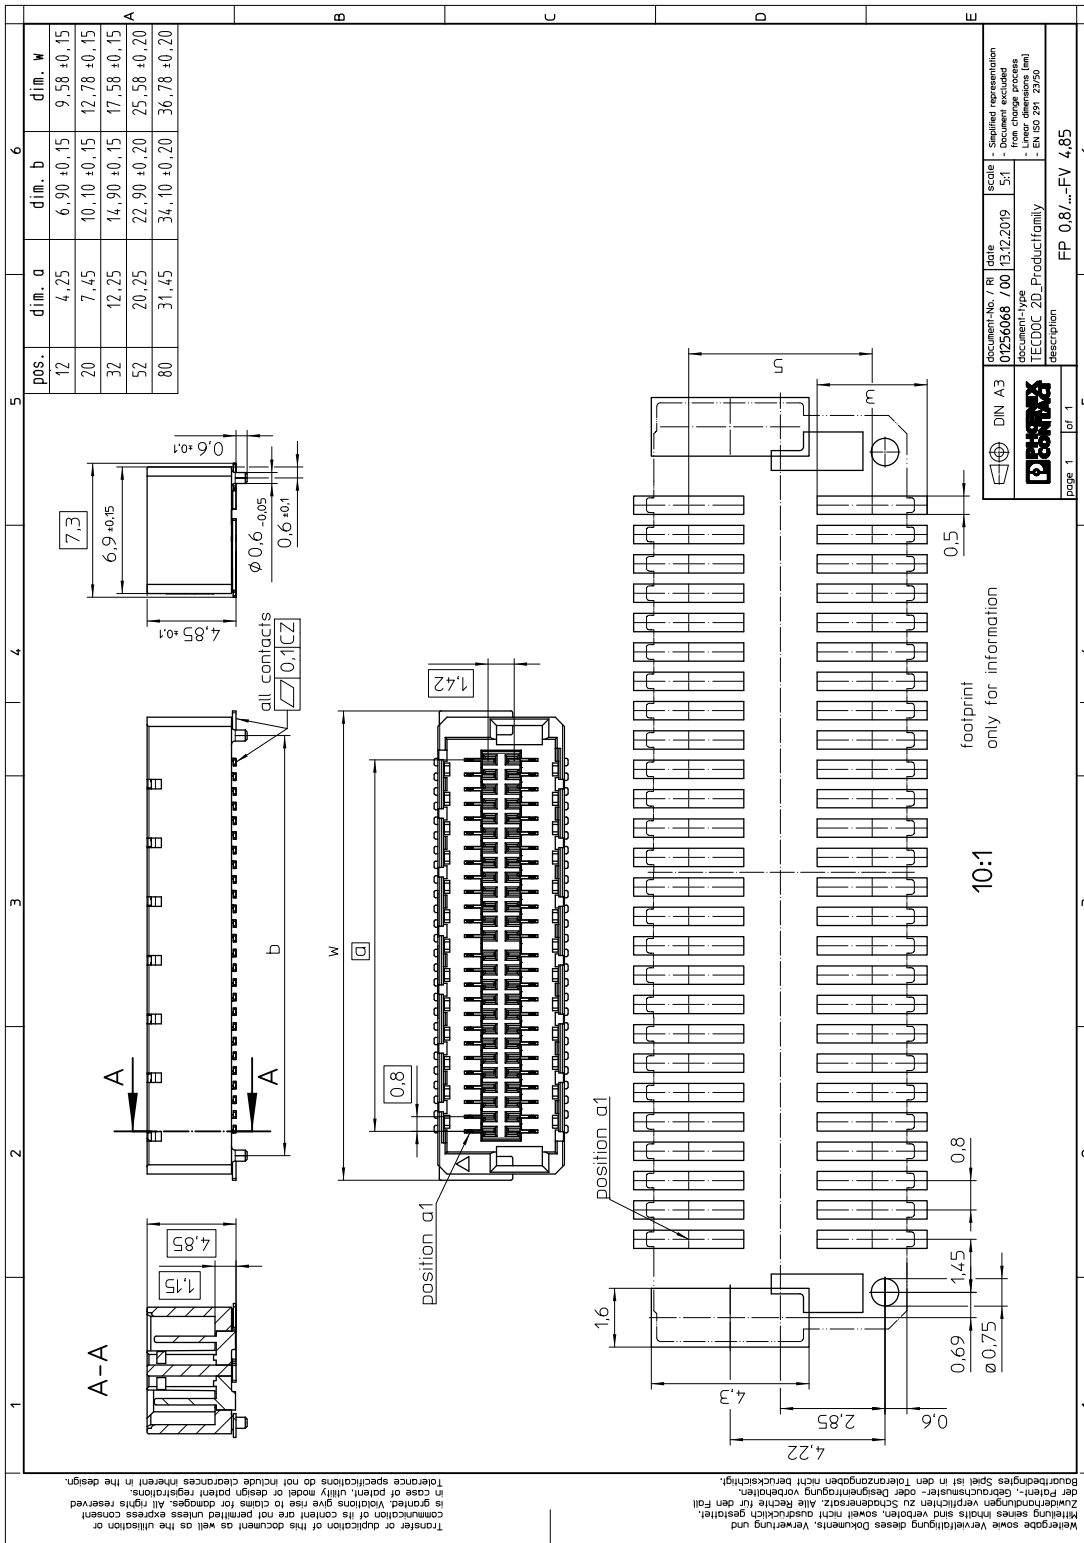 pos. dim. a dim. b dim. w
12 4,25 6,90 ±0,15 9,58 ±0,15
20 7,45 10,10 ±0,15 12,78 ±0,15
32 12,25 14,90 ±0,15 17,58 ±0,15
52 20,25 22,90 ±0,20 25,58 ±0,20
80 31,45 34,10 ±0,20 36,78 ±0,20
A
B
C
D
E
1
2
3
4
5
6
A-A
1,15
4,85
A
A
b
all contacts
0,1 CZ
4,85 ±0,1
7,3
6,9 ±0,15
0,6 ±0,1
Ø 0,6 -0,05
0,6 ±0,1
w
a
0,8
1,42
position a1
position a1
1,6
4,3
4,22
2,85
0,6
0,69
Ø 0,75
1,45
0,8
0,5
3
5
10:1
footprint
only for information
DIN A3
PHOENIX
CONTACT
page 1 of 1
document-No. / RI
01256068 / 00
date
13.12.2019
scale
5:1
- Simplified representation
- Document excluded
from change process
- Linear dimensions [mm]
- EN ISO 291 23/50
document-type
TECDOC 2D_Productfamily
description
FP 0,8/...-FV 4,85
Transfer or duplication of this document as well as the utilisation or
communication of its content are not permitted unless express consent
is granted. Violations give rise to claims for damages. All rights reserved
in case of patent, utility model or design patent registrations.
Tolerance specifications do not include clearances inherent in the design.
Weitergabe sowie Vervielfältigung dieses Dokuments, Verwertung und
Mitteilung seines Inhalts sind verboten, soweit nicht ausdrücklich gestattet.
Zuwiderhandlungen verpflichten zu Schadenersatz. Alle Rechte für den Fall
der Patent-, Gebrauchsmuster- oder Designeintragung vorbehalten.
Bauartbedingtes Spiel ist in den Toleranzangaben nicht berücksichtigt.